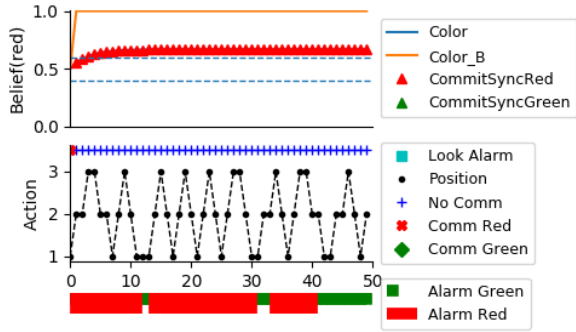 1.0
0.5
0.0
Belief(red)
Color
Color_B
CommitSyncRed
CommitSyncGreen
3
2
1
Action
Look Alarm
Position
No Comm
Comm Red
Comm Green
0 10 20 30 40 50
Alarm Green
Alarm Red